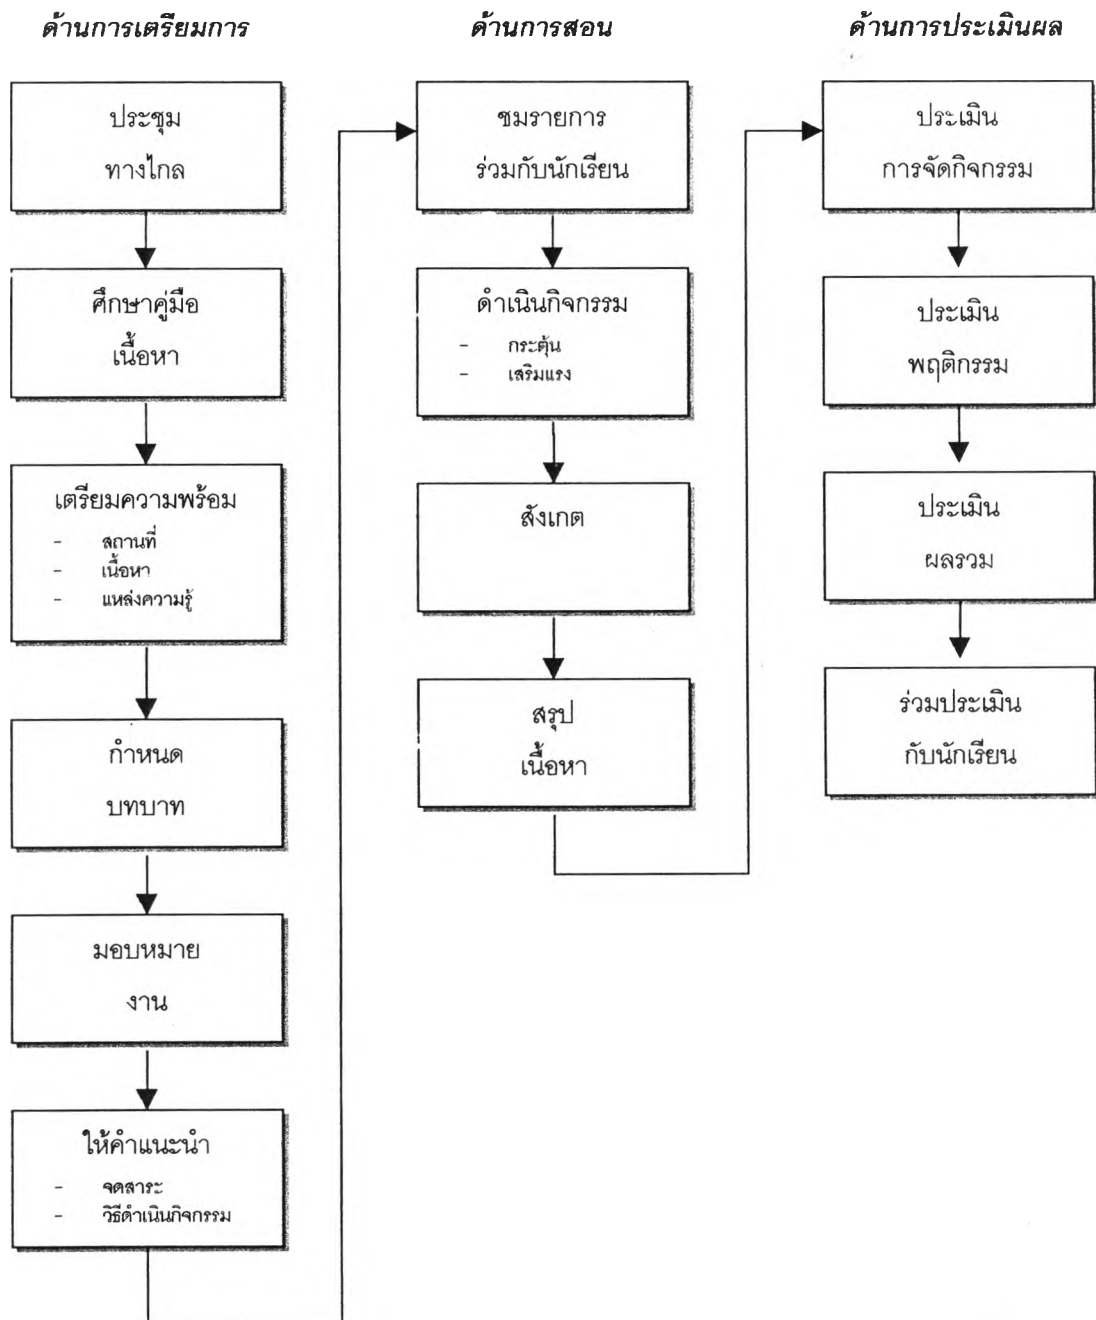 ด้านการเตรียมการ
ประชุม
ทางไกล
ศึกษาคู่มือ
เนื้อหา
เตรียมความพร้อม
- สถานที่
- เนื้อหา
- แหล่งความรู้
กำหนด
บทบาท
มอบหมาย
งาน
ให้คำแนะนำ
- จดสาระ
- วิธีดำเนินกิจกรรม
ด้านการสอน
ชมรายการ
ร่วมกับนักเรียน
ดำเนินกิจกรรม
- กระตุ้น
- เสริมแรง
สังเกต
สรุป
เนื้อหา
ด้านการประเมินผล
ประเมิน
การจัดกิจกรรม
ประเมิน
พฤติกรรม
ประเมิน
ผลรวม
ร่วมประเมิน
กับนักเรียน